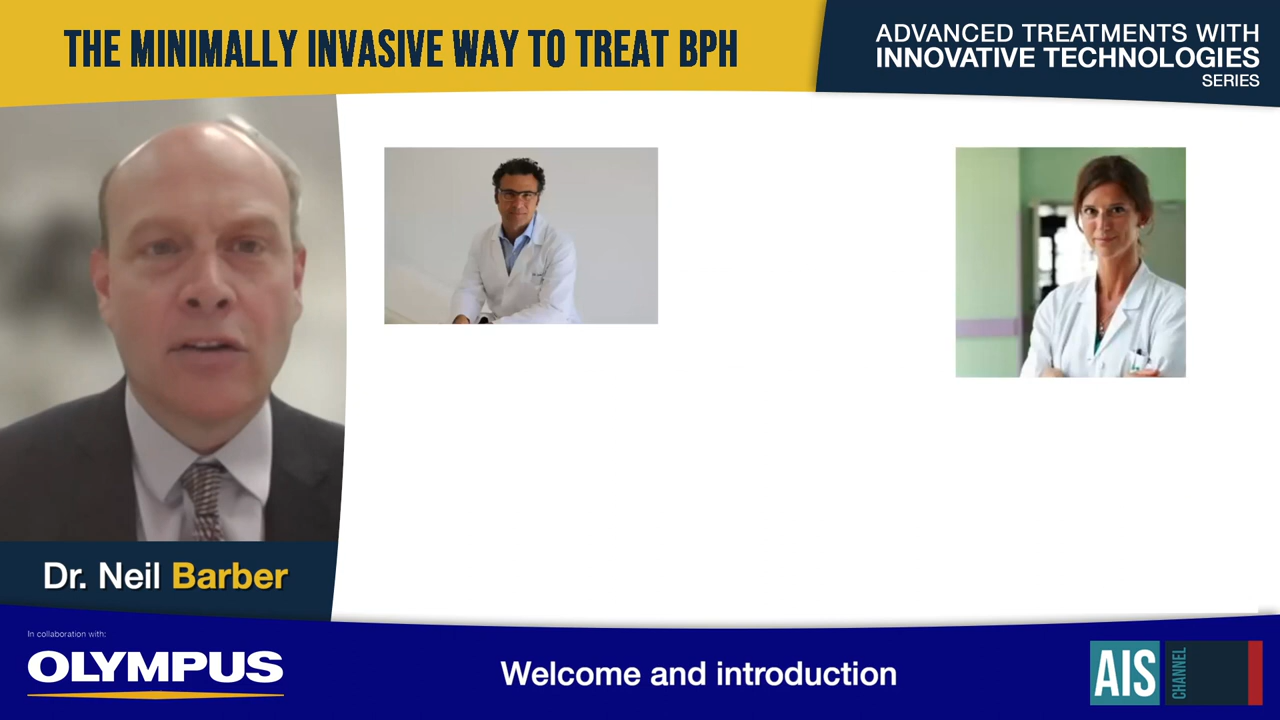 THE MINIMALLY INVASIVE WAY TO TREAT BPH
ADVANCED TREATMENTS WITH
INNOVATIVE TECHNOLOGIES
SERIES
Dr. Neil Barber
In collaboration with:
OLYMPUS
Welcome and introduction
AIS
CHANNEL